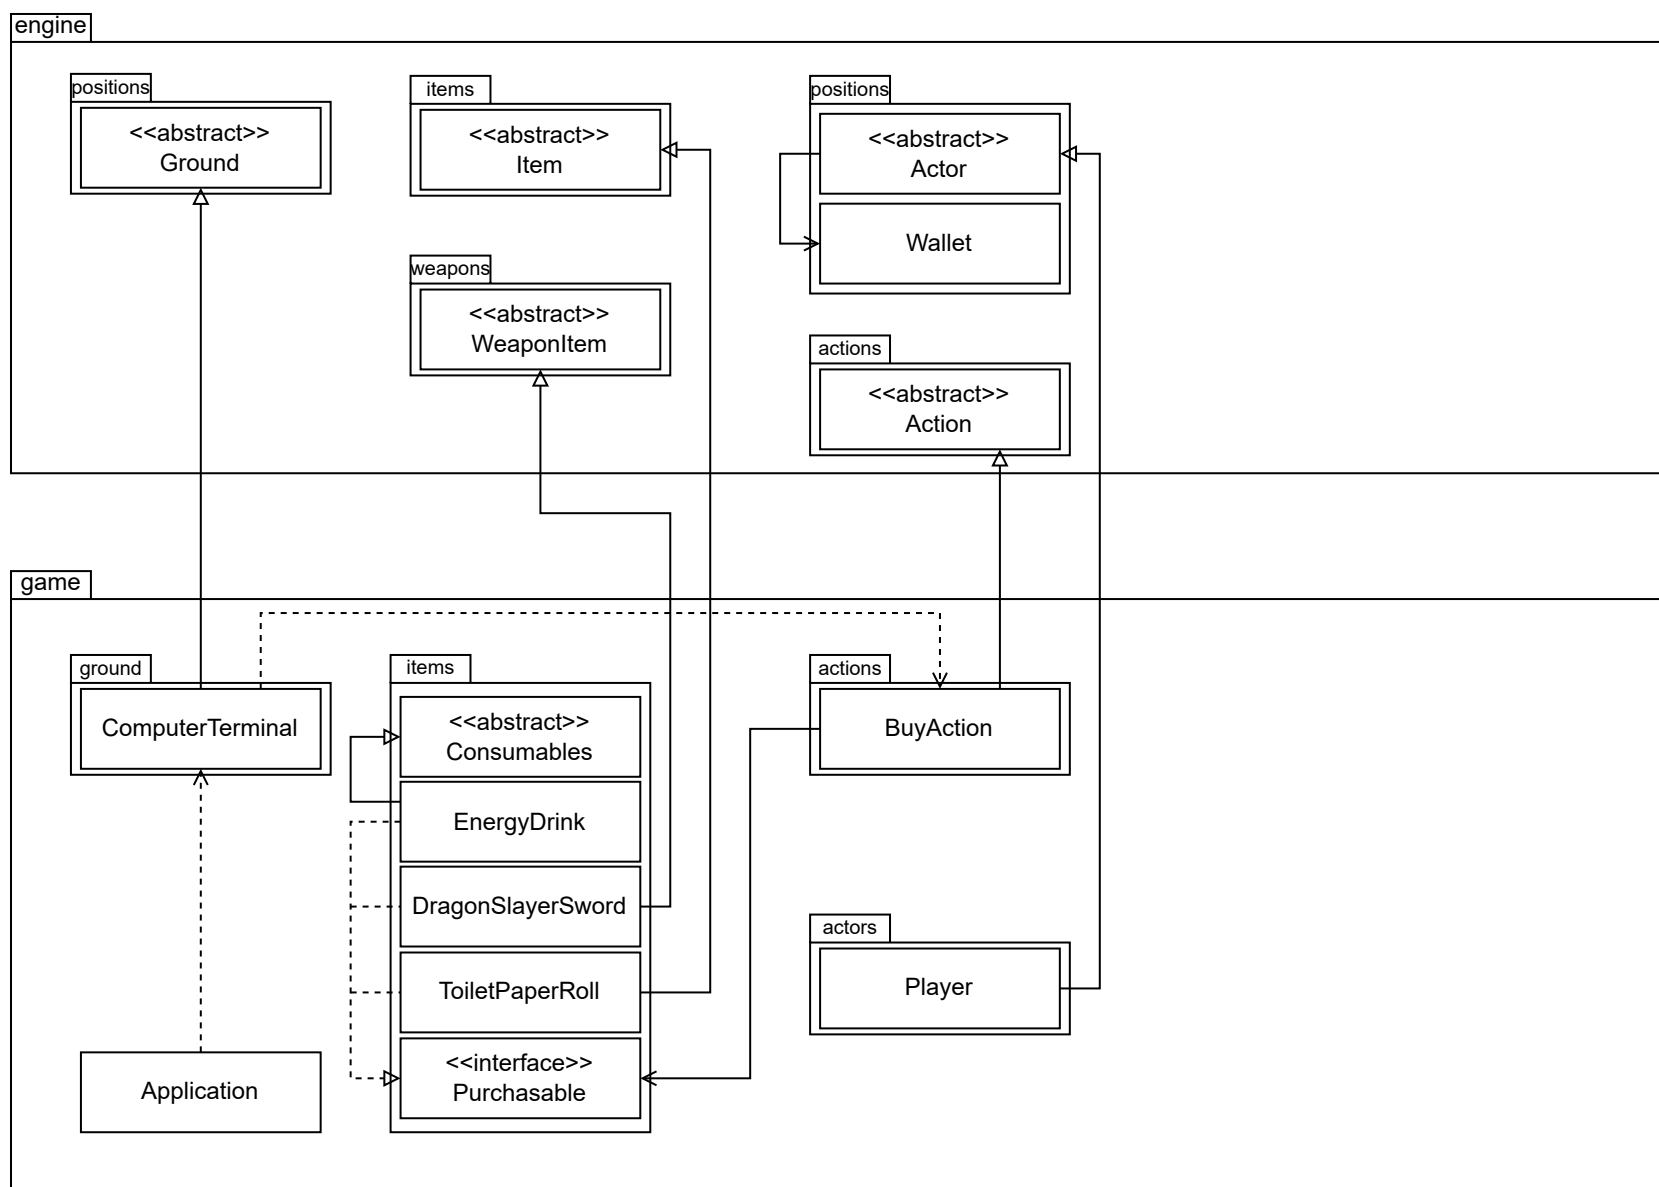 engine
positions
<<abstract>>
Ground
items
<<abstract>>
Item
positions
<<abstract>>
Actor
Wallet
weapons
<<abstract>>
WeaponItem
actions
<<abstract>>
Action
game
ground
ComputerTerminal
items
<<abstract>>
Consumables
EnergyDrink
DragonSlayerSword
ToiletPaperRoll
<<interface>>
Purchasable
actions
BuyAction
actors
Player
Application